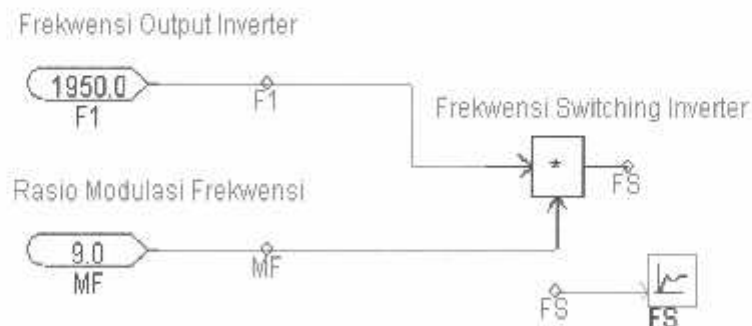 Frekwensi Output Inverter
1950.0
F1
F1
Frekwensi Switching Inverter
*
FS
Rasio Modulasi Frekwensi
9.0
MF
MF
FS
FS